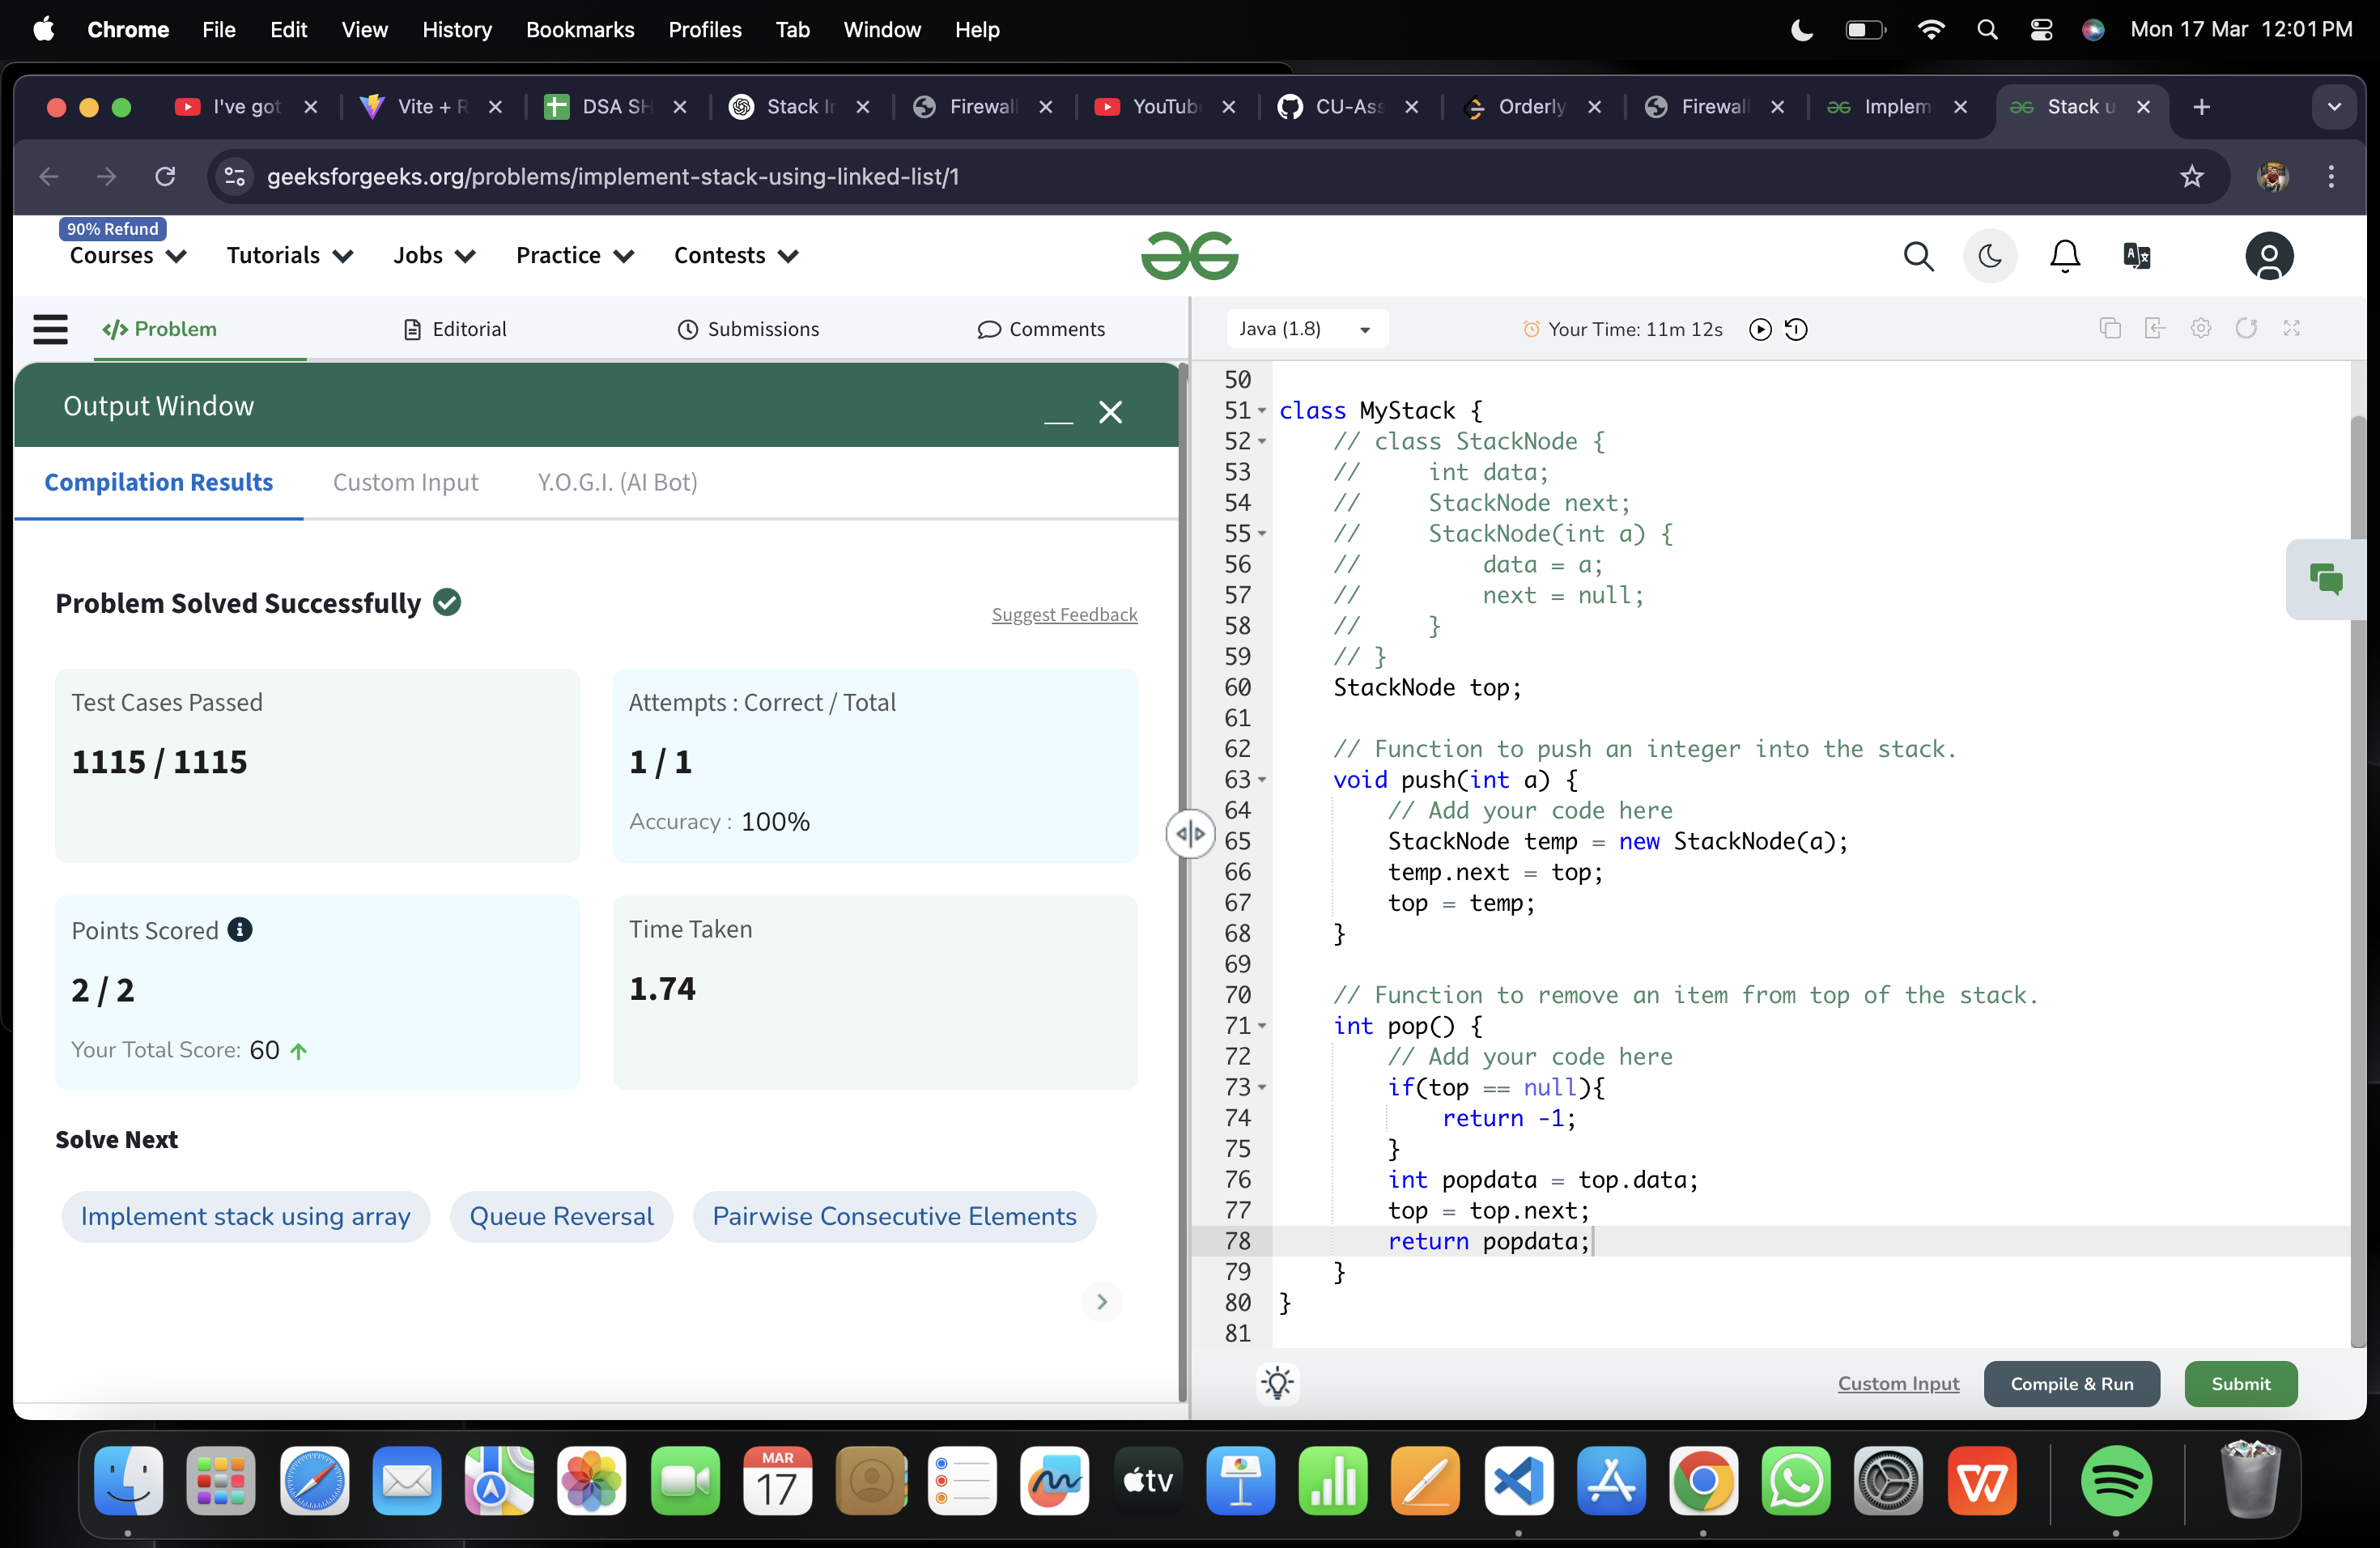 Chrome File Edit View History Bookmarks Profiles Tab Window Help Mon 17 Mar 12:01 PM
I've got Vite + R DSA SH Stack Ir Firewall YouTub CU-Ass Orderly Firewall Implem Stack u
geeksforgeeks.org/problems/implement-stack-using-linked-list/1
90% Refund
Courses Tutorials Jobs Practice Contests
</> Problem Editorial Submissions Comments
Output Window
Compilation Results Custom Input Y.O.G.I. (AI Bot)
Problem Solved Successfully
Suggest Feedback
Test Cases Passed
1115 / 1115
Attempts : Correct / Total
1 / 1
Accuracy : 100%
Points Scored
2 / 2
Your Total Score: 60
Time Taken
1.74
Solve Next
Implement stack using array Queue Reversal Pairwise Consecutive Elements
Java (1.8) Your Time: 11m 12s
50
51 class MyStack {
52 // class StackNode {
53 // int data;
54 // StackNode next;
55 // StackNode(int a) {
56 // data = a;
57 // next = null;
58 // }
59 // }
60 StackNode top;
61
62 // Function to push an integer into the stack.
63 void push(int a) {
64 // Add your code here
65 StackNode temp = new StackNode(a);
66 temp.next = top;
67 top = temp;
68 }
69
70 // Function to remove an item from top of the stack.
71 int pop() {
72 // Add your code here
73 if(top == null){
74 return -1;
75 }
76 int popdata = top.data;
77 top = top.next;
78 return popdata;
79 }
80 }
81
Custom Input Compile & Run Submit
MAR
17
tv